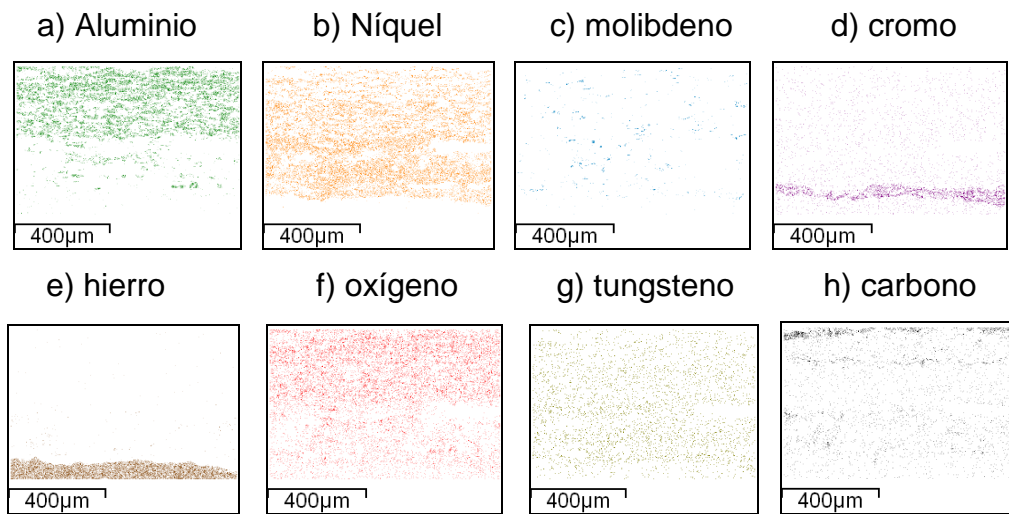 a) Aluminio
b) Níquel
c) molibdeno
d) cromo
400µm
400µm
400µm
400µm
e) hierro
f) oxígeno
g) tungsteno
h) carbono
400µm
400µm
400µm
400µm